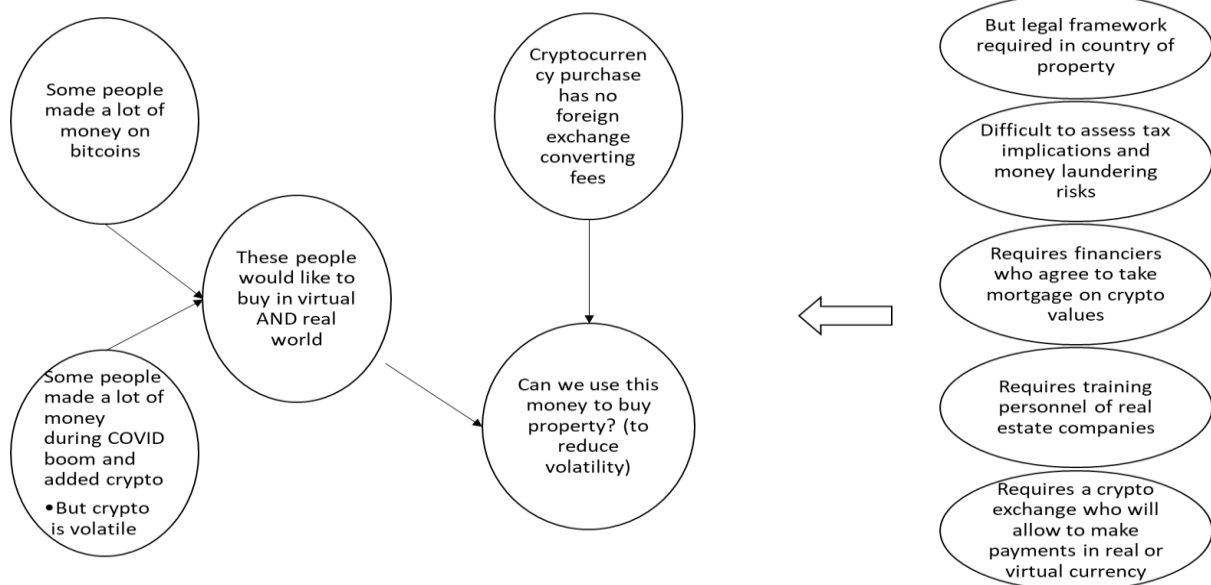 Some people
made a lot of
money on
bitcoins
Some people
made a lot of
money
during COVID
boom and
added crypto
•But crypto
is volatile
These people
would like to
buy in virtual
AND real
world
Cryptocurren
cy purchase
has no
foreign
exchange
converting
fees
Can we use this
money to buy
property? (to
reduce
volatility)
But legal framework
required in country of
property
Difficult to assess tax
implications and
money laundering
risks
Requires financiers
who agree to take
mortgage on crypto
values
Requires training
personnel of real
estate companies
Requires a crypto
exchange who will
allow to make
payments in real or
virtual currency